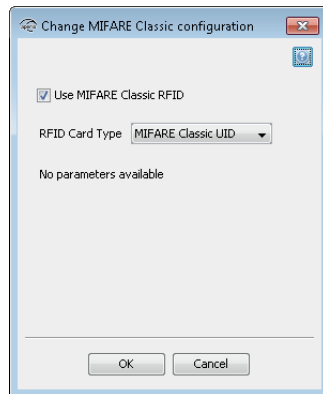 Change MIFARE Classic configuration
Use MIFARE Classic RFID
RFID Card Type MIFARE Classic UID
No parameters available
OK Cancel